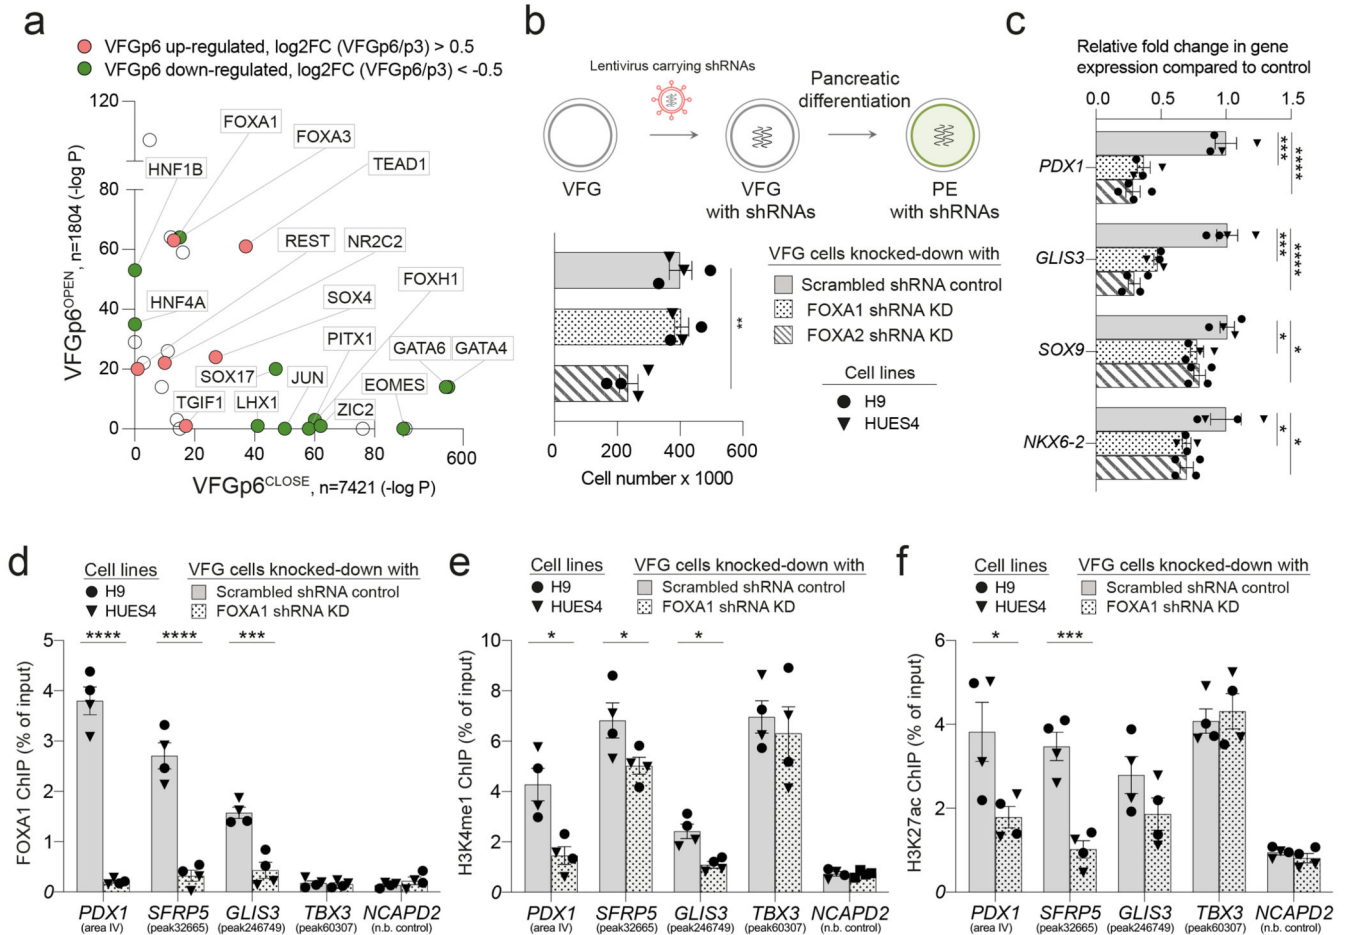 a
VFGp6 up-regulated, log2FC (VFGp6/p3) > 0.5
VFGp6 down-regulated, log2FC (VFGp6/p3) < -0.5
120
80
60
40
20
0
VFGp6OPEN, n=1804 (-log P)
FOXA1
FOXA3
HNF1B
TEAD1
REST
NR2C2
FOXH1
HNF4A
SOX4
PITX1
GATA6
GATA4
SOX17
JUN
EOMES
TGIF1
LHX1
ZIC2
0
20
40
60
80
600
VFGp6CLOSE, n=7421 (-log P)
b
Lentivirus carrying shRNAs
Pancreatic
differentiation
VFG
VFG
with shRNAs
PE
with shRNAs
**
0
200
400
600
Cell number x 1000
VFG cells knocked-down with
Scrambled shRNA control
FOXA1 shRNA KD
FOXA2 shRNA KD
Cell lines
H9
HUES4
c
Relative fold change in gene
expression compared to control
0.0
0.5
1.0
1.5
PDX1
***
****
GLIS3
***
****
SOX9
*
*
NKX6-2
*
*
d
Cell lines
H9
HUES4
VFG cells knocked-down with
Scrambled shRNA control
FOXA1 shRNA KD
5
4
3
2
1
0
FOXA1 ChIP (% of input)
****
****
***
PDX1
(area IV)
SFRP5
(peak32665)
GLIS3
(peak246749)
TBX3
(peak60307)
NCAPD2
(n.b. control)
e
Cell lines
H9
HUES4
VFG cells knocked-down with
Scrambled shRNA control
FOXA1 shRNA KD
10
8
6
4
2
0
H3K4me1 ChIP (% of input)
*
*
*
PDX1
(area IV)
SFRP5
(peak32665)
GLIS3
(peak246749)
TBX3
(peak60307)
NCAPD2
(n.b. control)
f
Cell lines
H9
HUES4
VFG cells knocked-down with
Scrambled shRNA control
FOXA1 shRNA KD
6
4
2
0
H3K27ac ChIP (% of input)
*
***
PDX1
(area IV)
SFRP5
(peak32665)
GLIS3
(peak246749)
TBX3
(peak60307)
NCAPD2
(n.b. control)